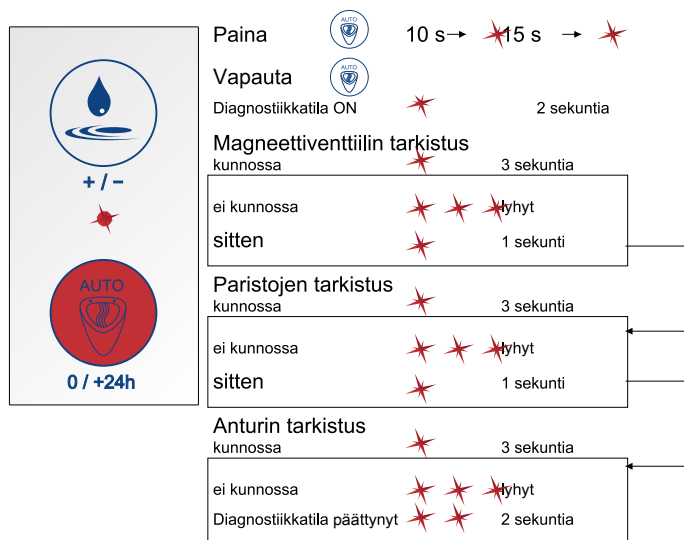 + / −
AUTO
0 / +24h
Paina AUTO 10 s 15 s
Vapauta AUTO
Diagnostiikkatila ON 2 sekuntia
Magneettiventtiilin tarkistus
kunnossa 3 sekuntia
ei kunnossa lyhyt
sitten 1 sekunti
Paristojen tarkistus
kunnossa 3 sekuntia
ei kunnossa lyhyt
sitten 1 sekunti
Anturin tarkistus
kunnossa 3 sekuntia
ei kunnossa lyhyt
Diagnostiikkatila päättynyt 2 sekuntia